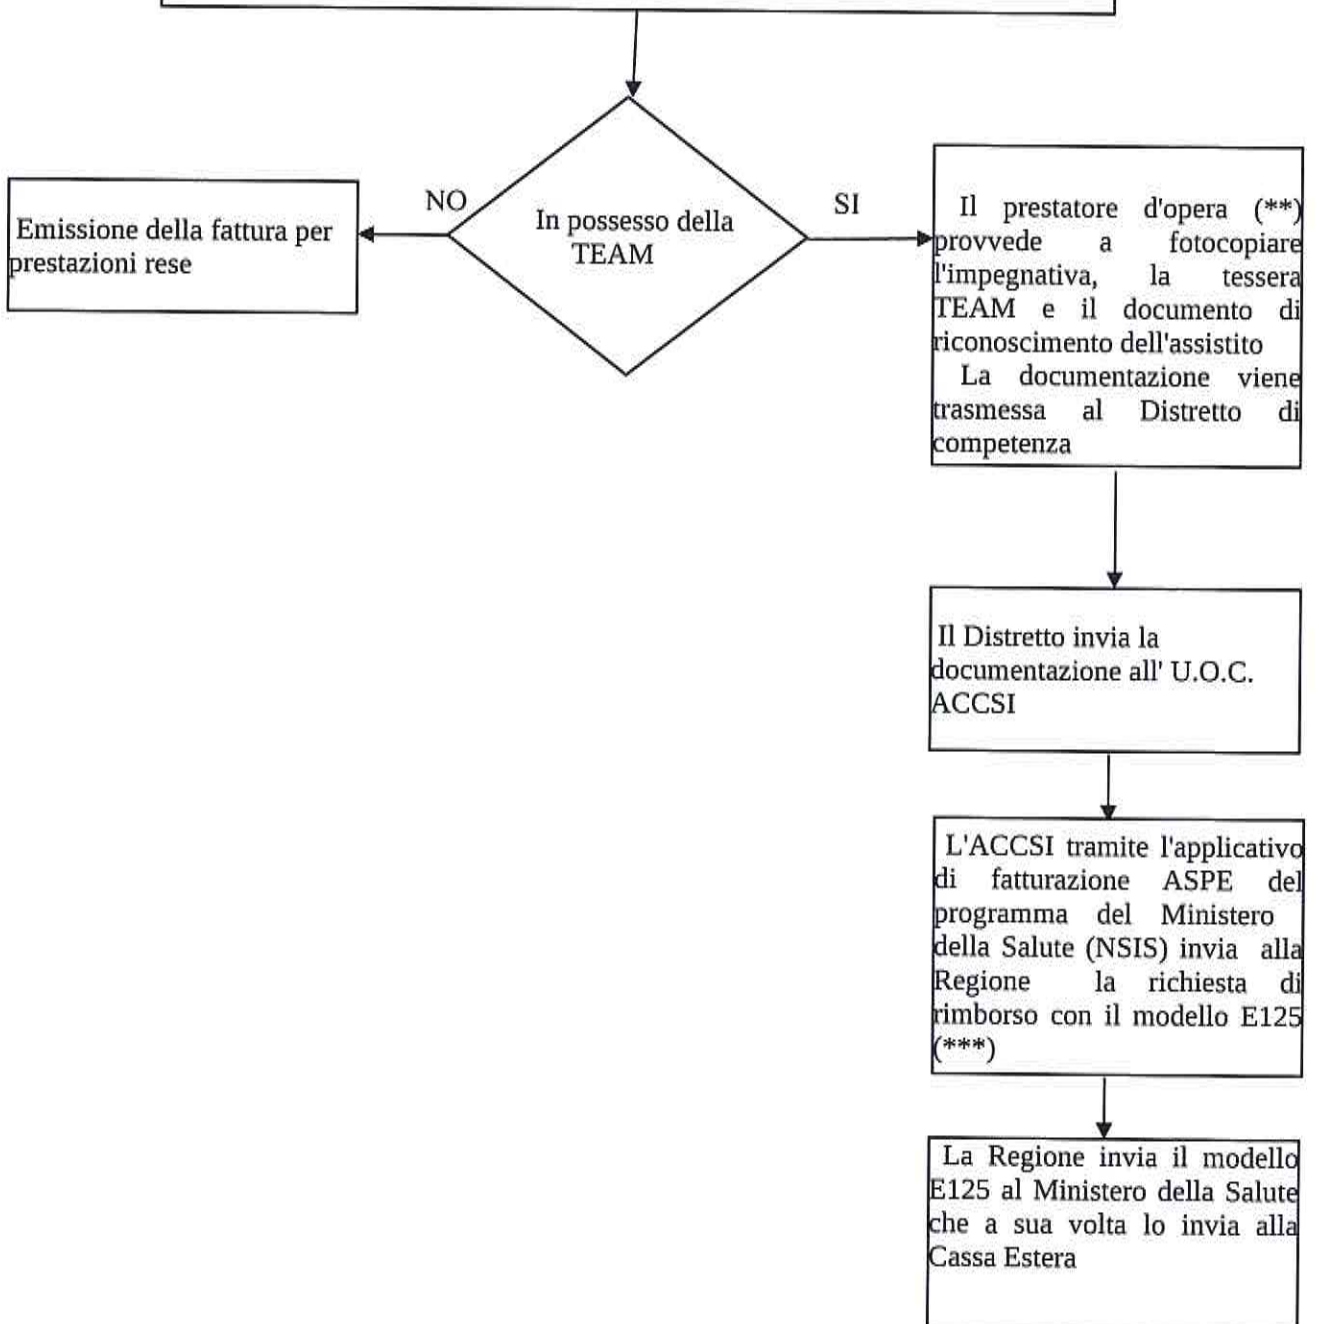 NO
SI
In possesso della
TEAM
Emissione della fattura per
prestazioni rese
Il prestatore d'opera (**)
provvede a fotocopiare
l'impegnativa, la tessera
TEAM e il documento di
riconoscimento dell'assistito
La documentazione viene
trasmessa al Distretto di
competenza
Il Distretto invia la
documentazione all' U.O.C.
ACCSI
L'ACCSI tramite l'applicativo
di fatturazione ASPE del
programma del Ministero
della Salute (NSIS) invia alla
Regione la richiesta di
rimborso con il modello E125
(***)
La Regione invia il modello
E125 al Ministero della Salute
che a sua volta lo invia alla
Cassa Estera